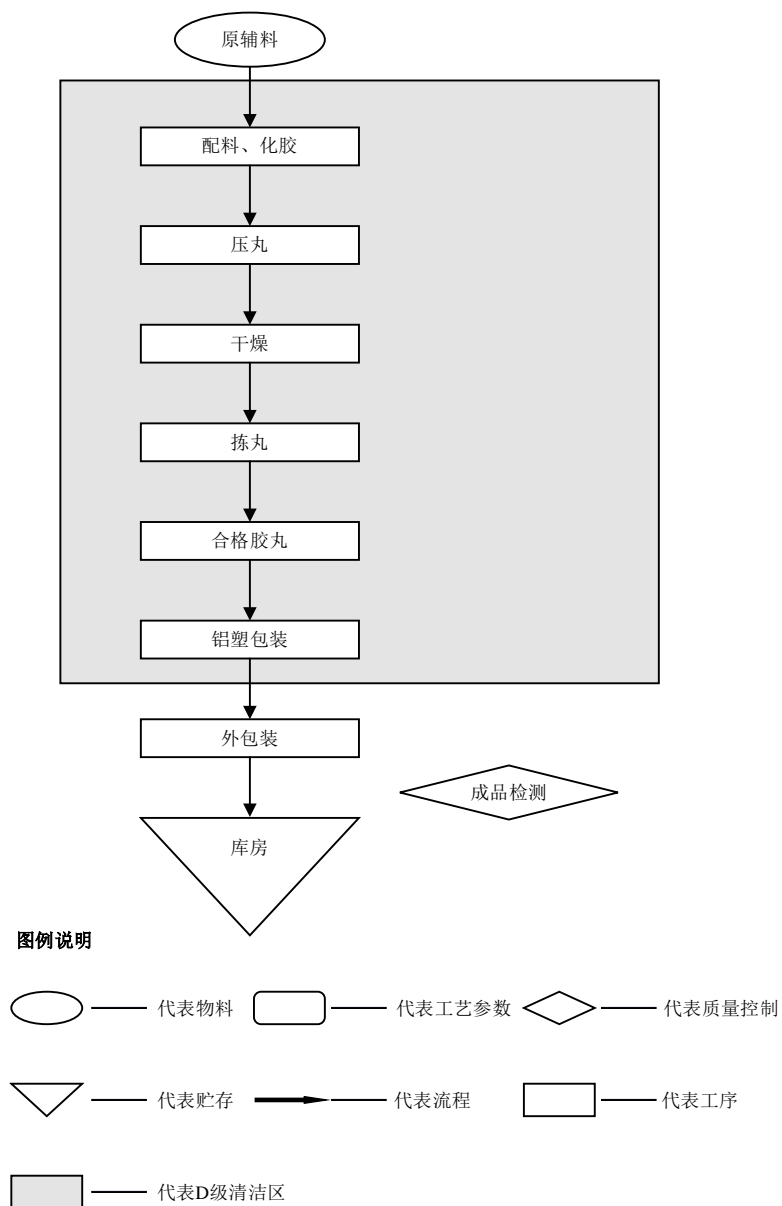 原辅料
配料、化胶
压丸
干燥
拣丸
合格胶丸
铝塑包装
外包装
成品检测
库房
图例说明
代表物料
代表工艺参数
代表质量控制
代表贮存
代表流程
代表工序
代表D级清洁区